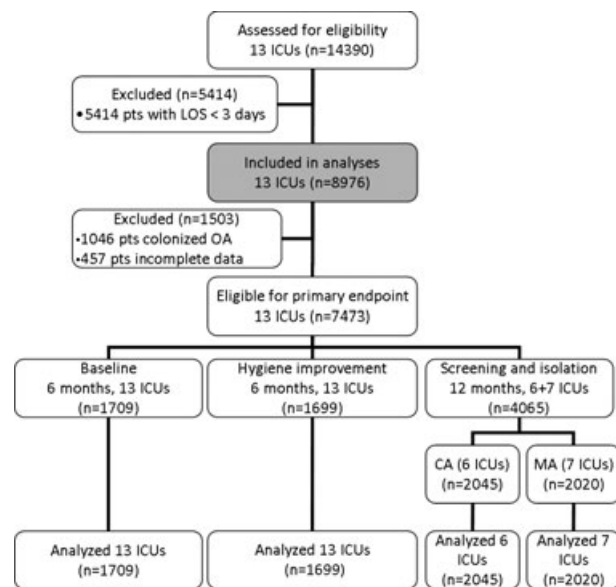 Assessed for eligibility
13 ICUs (n=14390)
Excluded (n=5414)
•5414 pts with LOS < 3 days
Included in analyses
13 ICUs (n=8976)
Excluded (n=1503)
•1046 pts colonized OA
•457 pts incomplete data
Eligible for primary endpoint
13 ICUs (n=7473)
Baseline
6 months, 13 ICUs
(n=1709)
Hygiene improvement
6 months, 13 ICUs
(n=1699)
Screening and isolation
12 months, 6+7 ICUs
(n=4065)
CA (6 ICUs)
(n=2045)
MA (7 ICUs)
(n=2020)
Analyzed 13 ICUs
(n=1709)
Analyzed 13 ICUs
(n=1699)
Analyzed 6
ICUs
(n=2045)
Analyzed 7
ICUs
(n=2020)